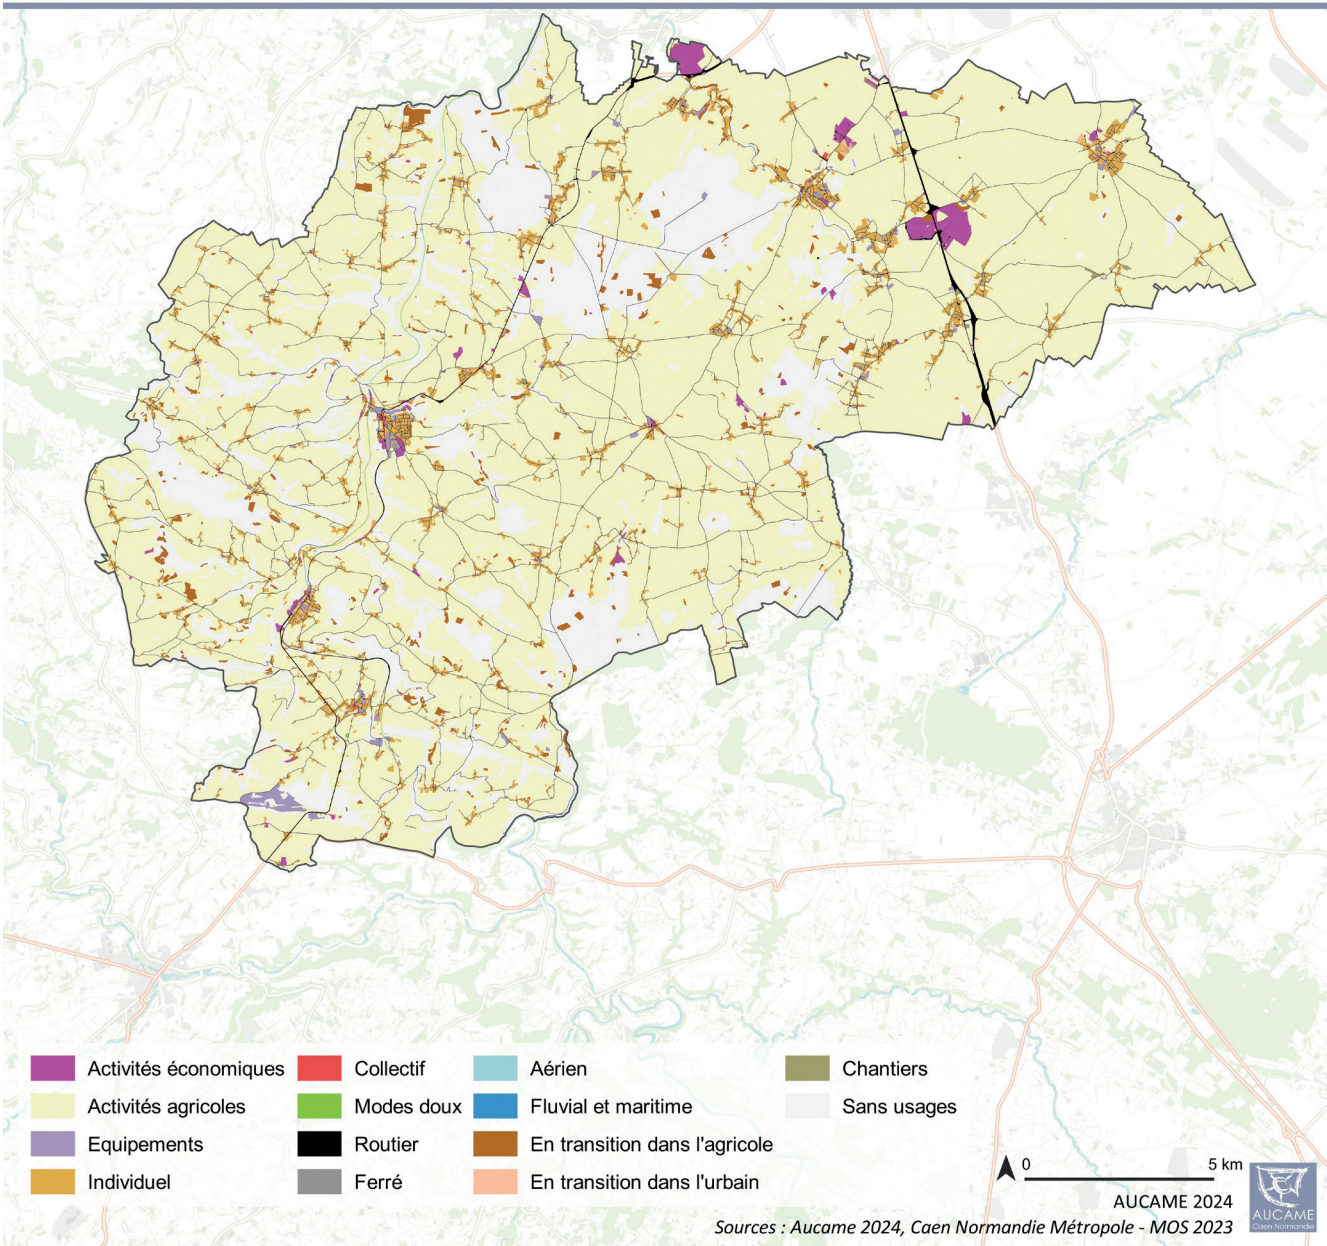 Activités économiques
Activités agricoles
Equipements
Individuel
Collectif
Modes doux
Routier
Ferré
Aérien
Fluvial et maritime
En transition dans l'agricole
En transition dans l'urbain
Chantiers
Sans usages
0 5 km
AUCAME 2024
Sources : Aucame 2024, Caen Normandie Métropole - MOS 2023
AUCAME
Caen Normandie